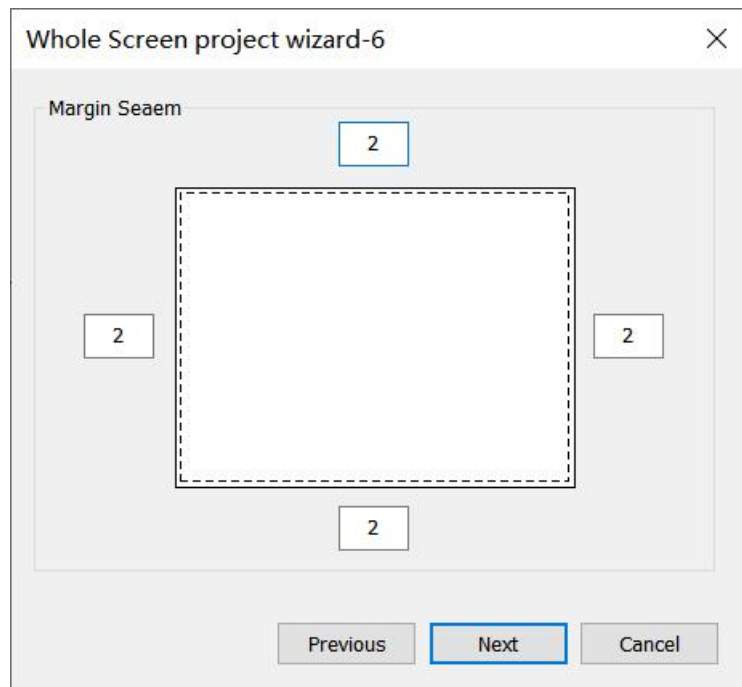 Whole Screen project wizard-6
Margin Seaem
2
2 2
2
Previous Next Cancel